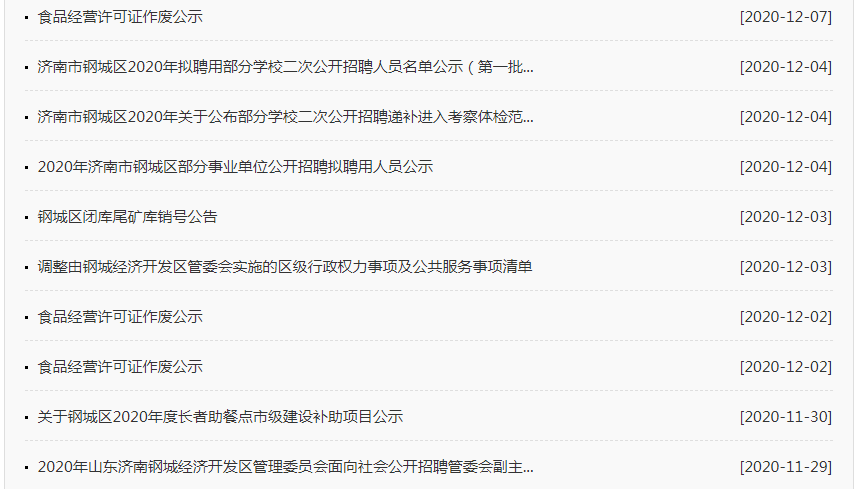 食品经营许可证作废公示 [2020-12-07]
济南市钢城区2020年拟聘用部分学校二次公开招聘人员名单公示（第一批... [2020-12-04]
济南市钢城区2020年关于公布部分学校二次公开招聘递补进入考察体检范... [2020-12-04]
2020年济南市钢城区部分事业单位公开招聘拟聘用人员公示 [2020-12-04]
钢城区闭库尾矿库销号公告 [2020-12-03]
调整由钢城经济开发区管委会实施的区级行政权力事项及公共服务事项清单 [2020-12-03]
食品经营许可证作废公示 [2020-12-02]
食品经营许可证作废公示 [2020-12-02]
关于钢城区2020年度长者助餐点市级建设补助项目公示 [2020-11-30]
2020年山东济南钢城经济开发区管理委员会面向社会公开招聘管委会副主... [2020-11-29]